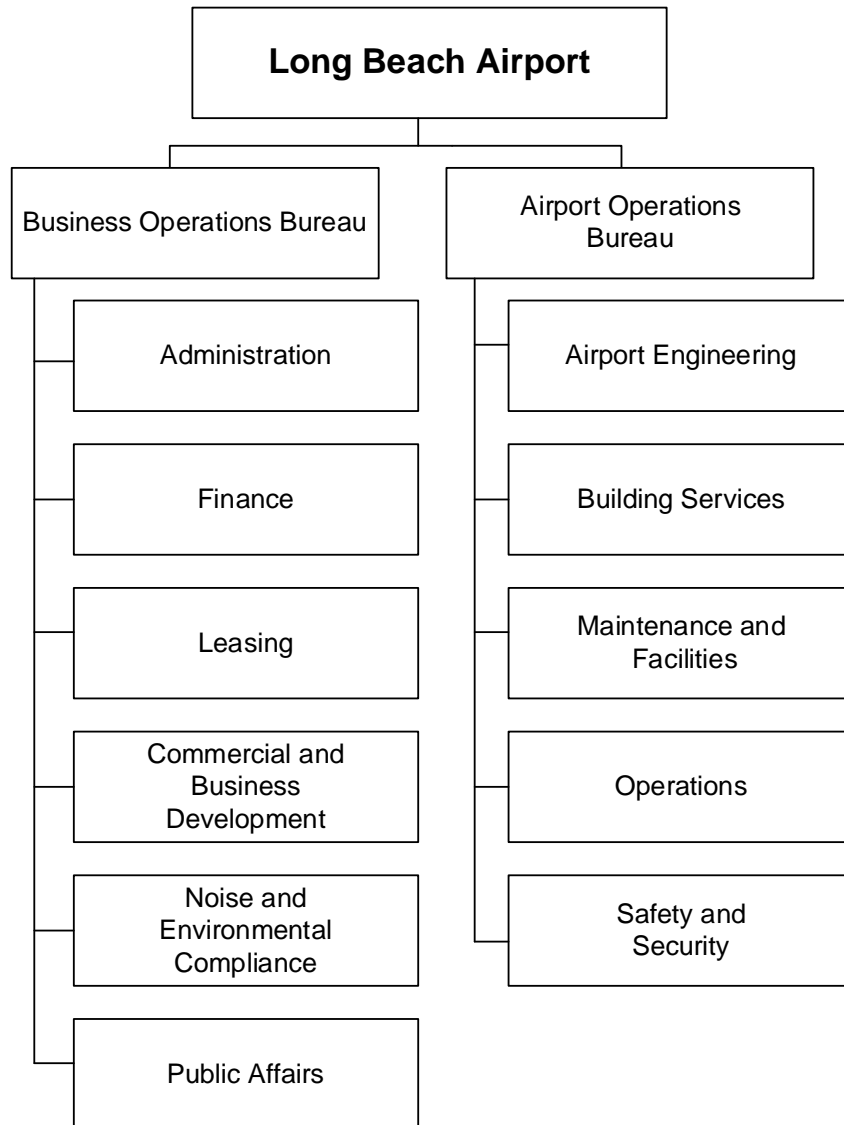 Long Beach Airport
Business Operations Bureau
Airport Operations
Bureau
Administration
Airport Engineering
Finance
Building Services
Leasing
Maintenance and
Facilities
Commercial and
Business
Development
Operations
Noise and
Environmental
Compliance
Safety and
Security
Public Affairs